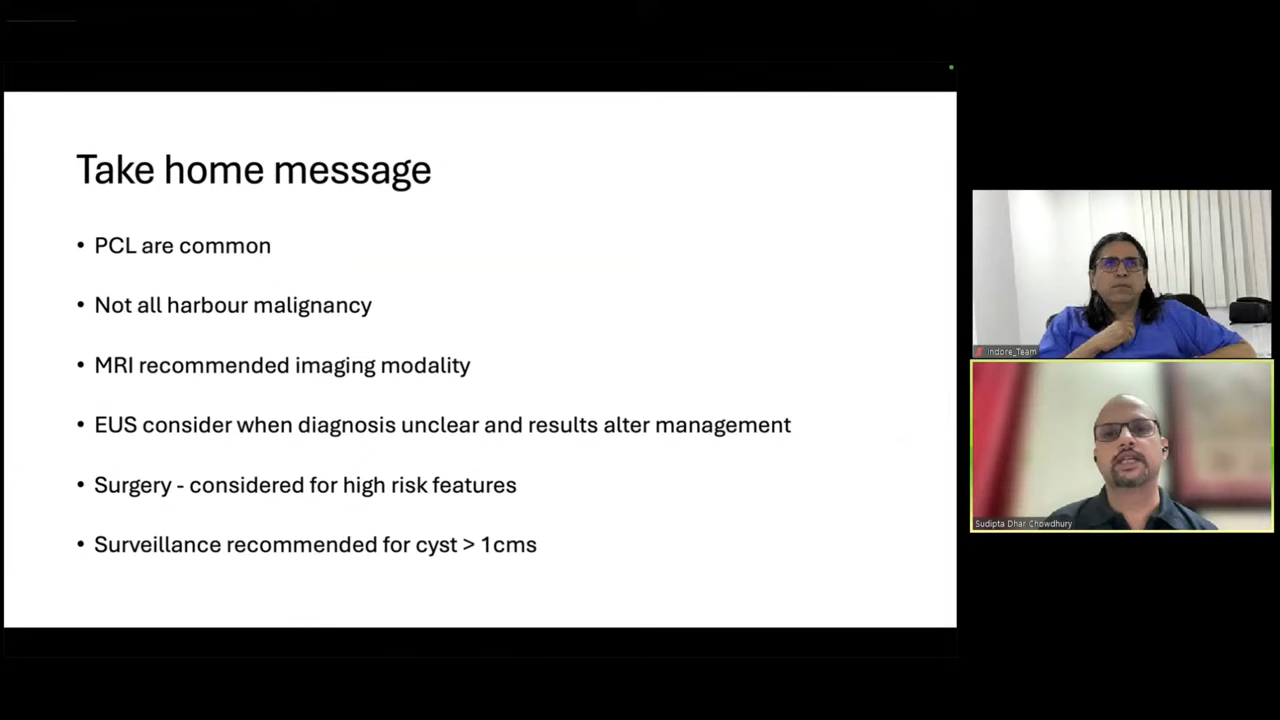 Take home message
• PCL are common
• Not all harbour malignancy
• MRI recommended imaging modality
• EUS consider when diagnosis unclear and results alter management
• Surgery - considered for high risk features
• Surveillance recommended for cyst > 1cms
Indore_Team
Sudipta Dhar Chowdhury